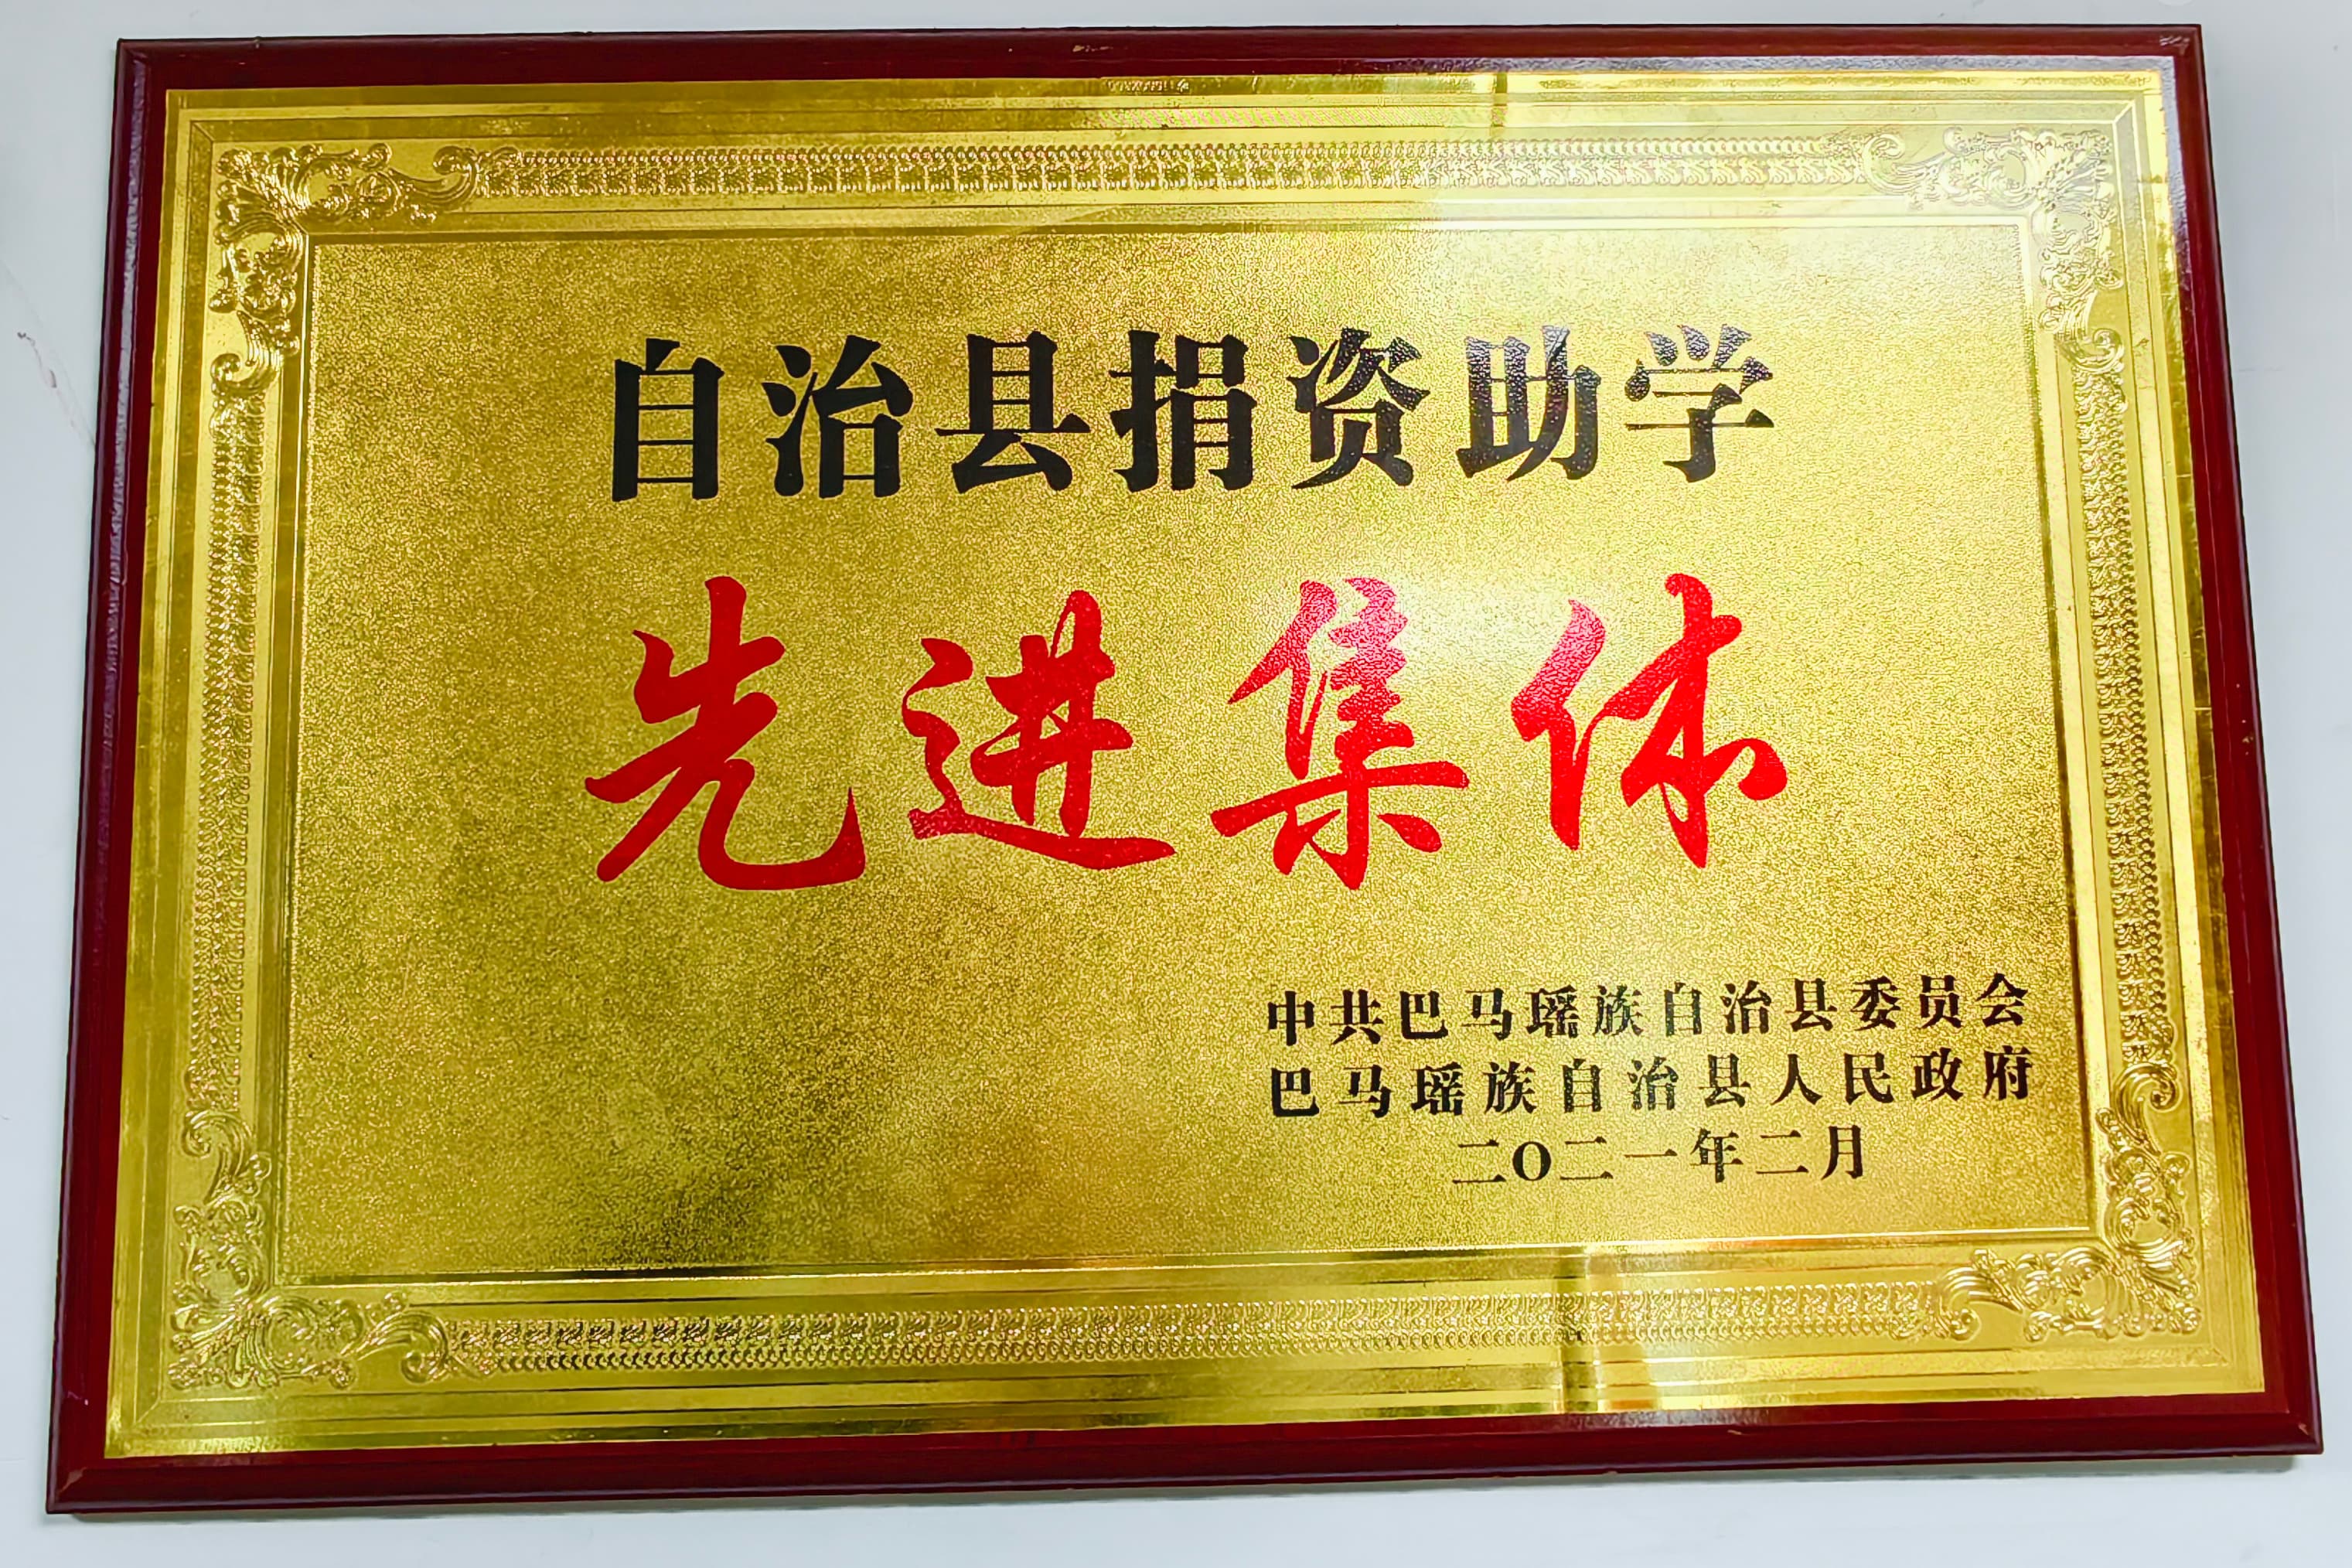 自治县捐资助学
先进集体
中共巴马瑶族自治县委员会
巴马瑶族自治县人民政府
二O二一年二月